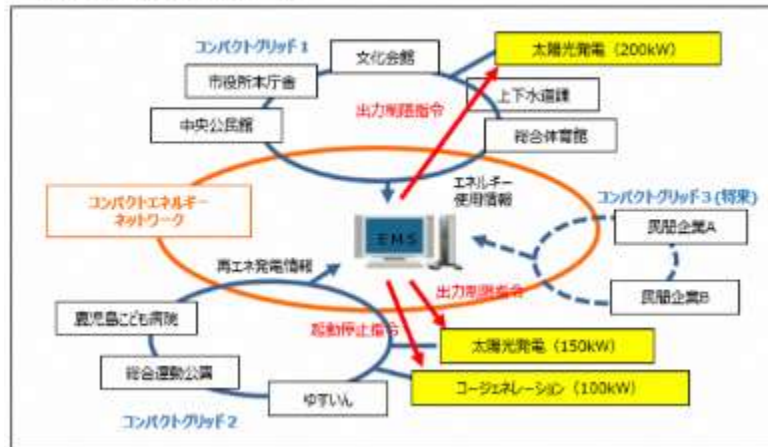 コンパクトグリッド1
文化会館
太陽光発電（200kW）
市役所本庁舎
上下水道課
出力制限指令
中央公民館
総合体育館
エネルギー
使用情報
コンパクトグリッド3（将来）
コンパクトエネルギー
ネットワーク
民間企業A
EMS
再エネ発電情報
出力制限指令
民間企業B
鹿児島こども病院
起動停止指令
太陽光発電（150kW）
総合運動公園
コージェネレーション（100kW）
ゆすいん
コンパクトグリッド2